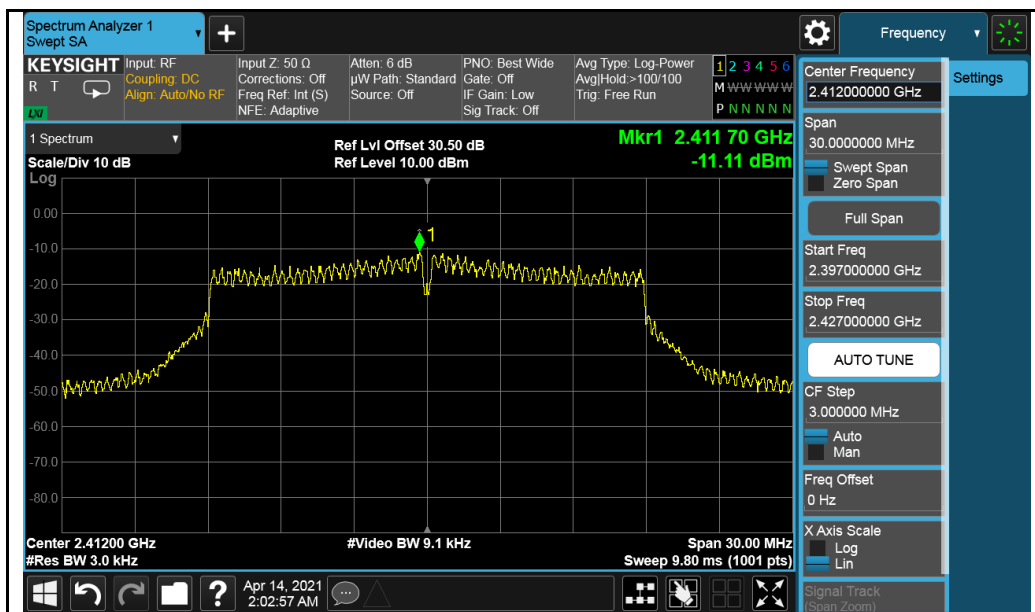 Spectrum Analyzer 1
Swept SA
+
Frequency
KEYSIGHT
R T
LXI
Input: RF
Coupling: DC
Align: Auto/No RF
Input Z: 50 Ω
Corrections: Off
Freq Ref: Int (S)
NFE: Adaptive
Atten: 6 dB
µW Path: Standard
Source: Off
PNO: Best Wide
Gate: Off
IF Gain: Low
Sig Track: Off
Avg Type: Log-Power
Avg|Hold:>100/100
Trig: Free Run
1 2 3 4 5 6
M W W W W W
P N N N N N
1 Spectrum
Scale/Div 10 dB
Log
Ref Lvl Offset 30.50 dB
Ref Level 10.00 dBm
Mkr1 2.411 70 GHz
-11.11 dBm
0.00
-10.0
-20.0
-30.0
-40.0
-50.0
-60.0
-70.0
-80.0
1
Center 2.41200 GHz
#Res BW 3.0 kHz
#Video BW 9.1 kHz
Span 30.00 MHz
Sweep 9.80 ms (1001 pts)
?
Apr 14, 2021
2:02:57 AM
Center Frequency
2.412000000 GHz
Span
30.0000000 MHz
Swept Span
Zero Span
Full Span
Start Freq
2.397000000 GHz
Stop Freq
2.427000000 GHz
AUTO TUNE
CF Step
3.000000 MHz
Auto
Man
Freq Offset
0 Hz
X Axis Scale
Log
Lin
Signal Track
(Span Zoom)
Settings